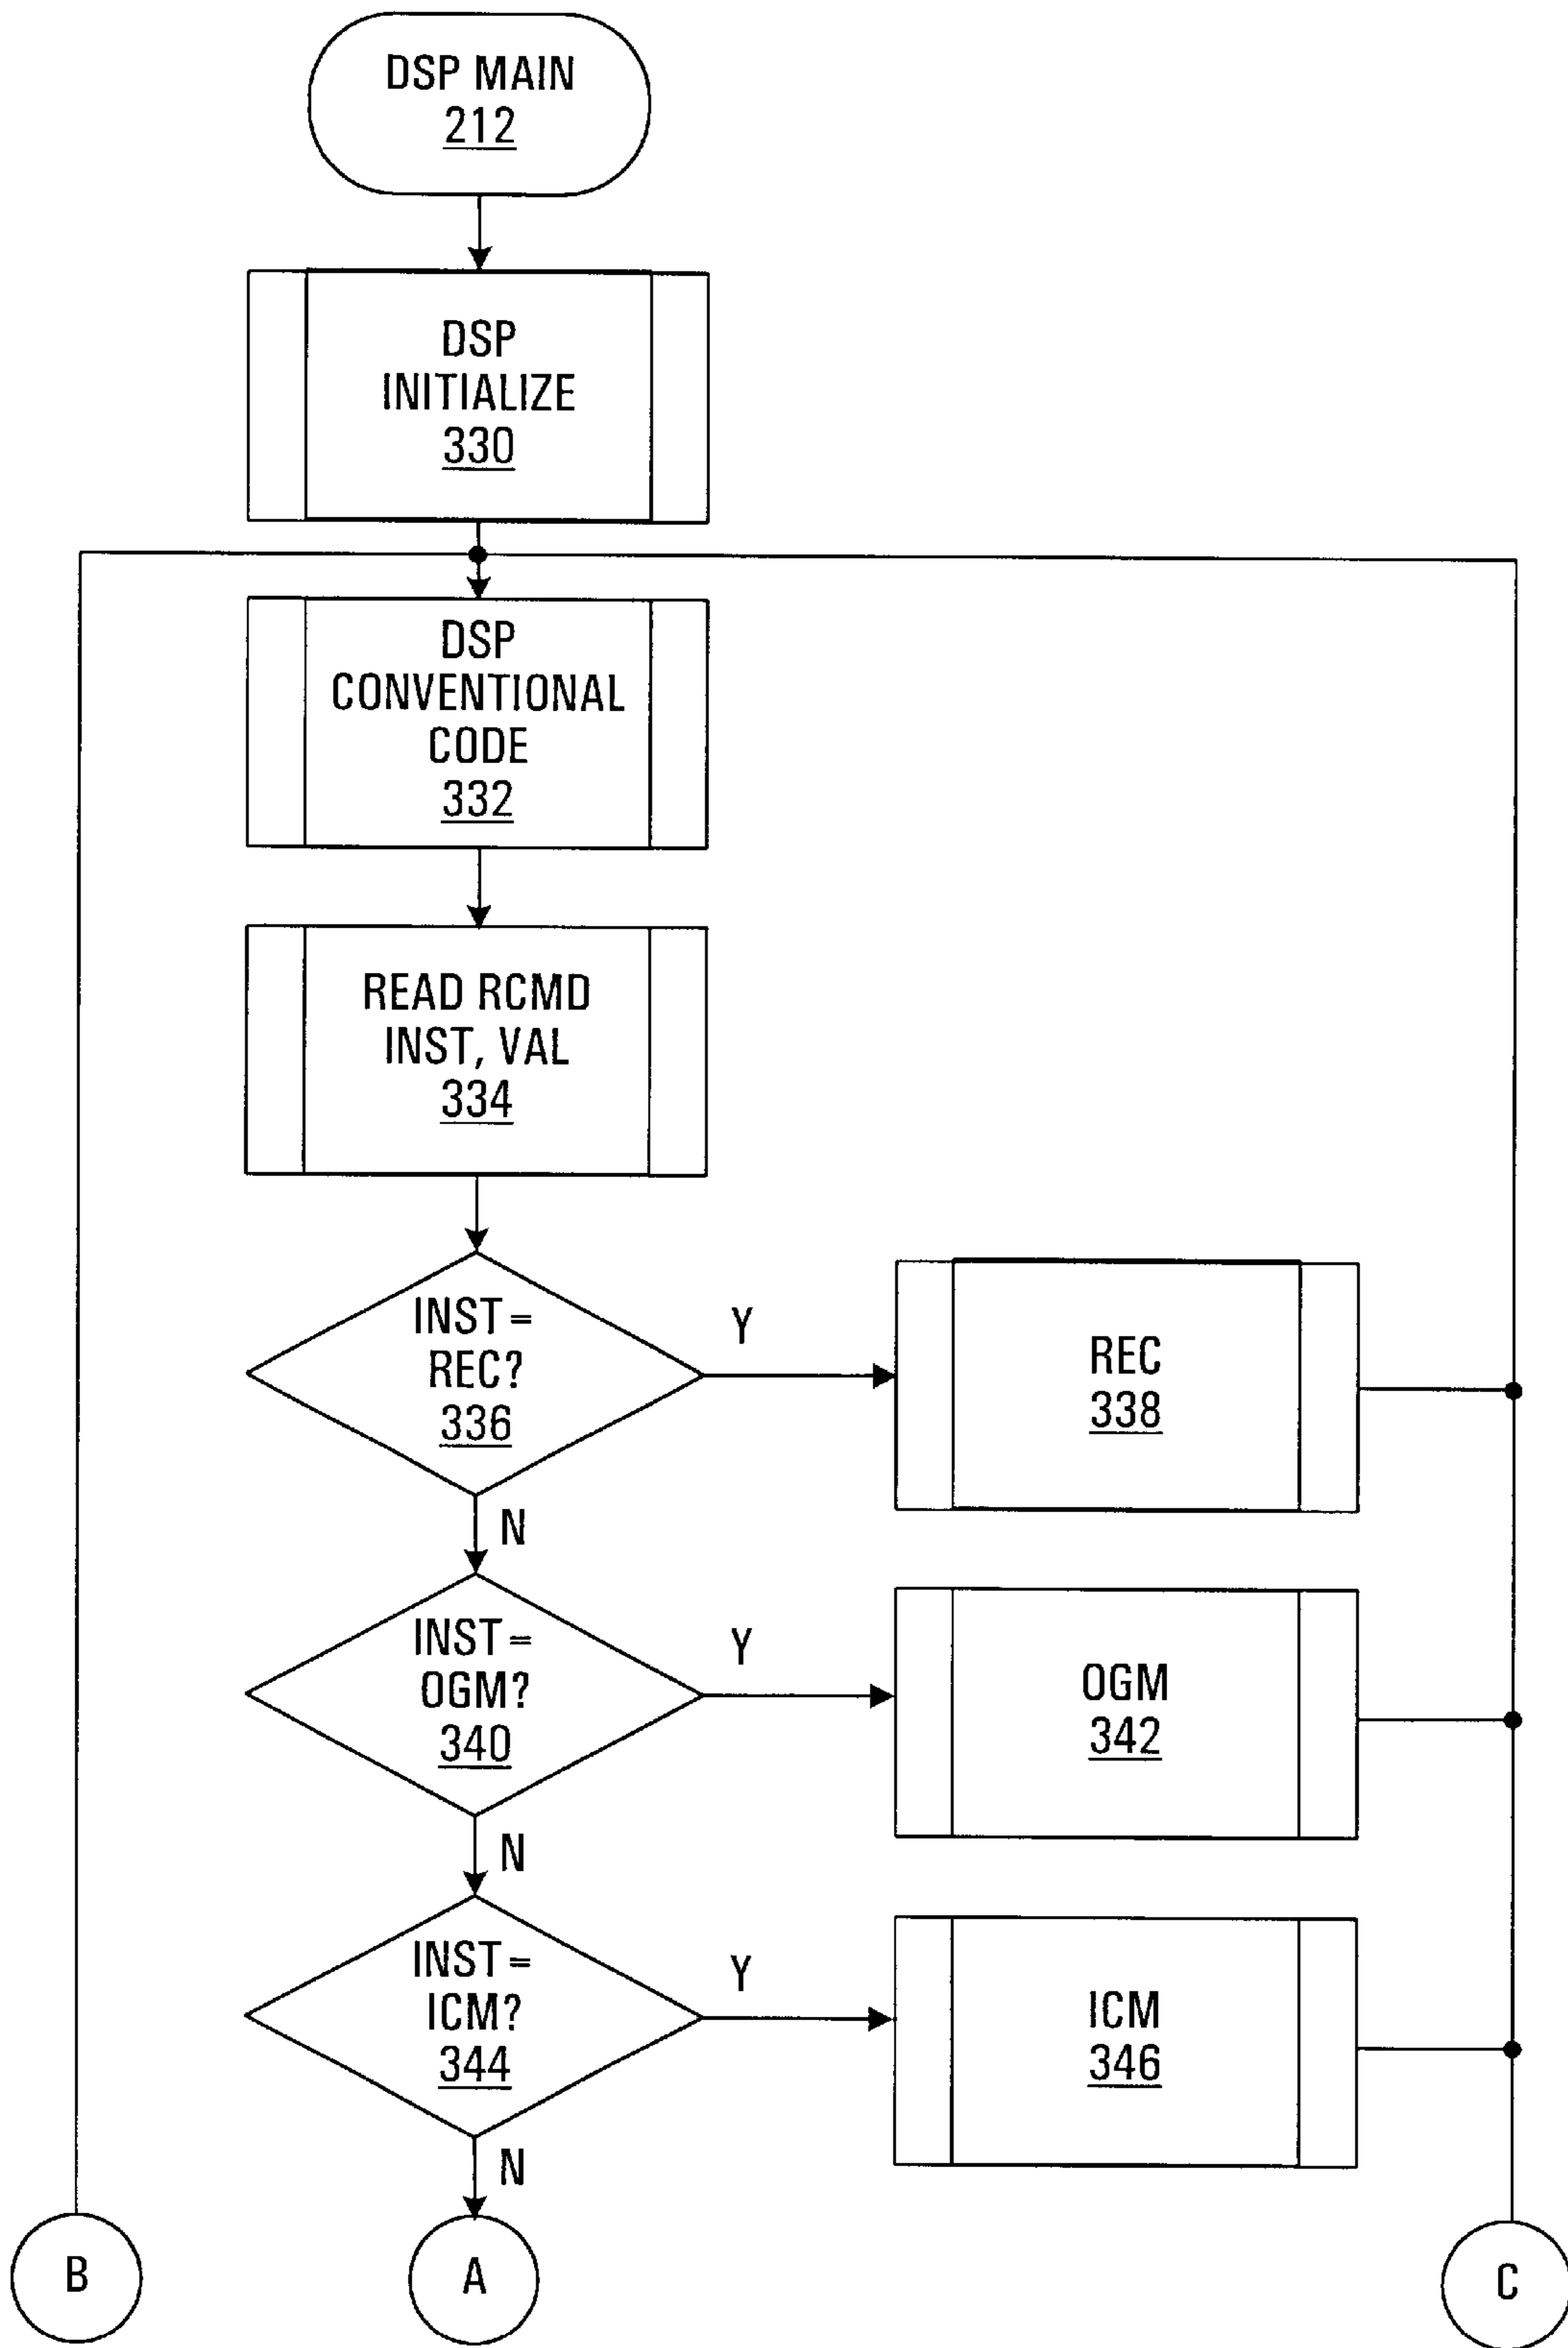 DSP MAIN
212
DSP
INITIALIZE
330
DSP
CONVENTIONAL
CODE
332
READ RCMD
INST, VAL
334
INST =
REC?
336
Y
REC
338
N
INST =
OGM?
340
Y
OGM
342
N
INST =
ICM?
344
Y
ICM
346
N
B
A
C